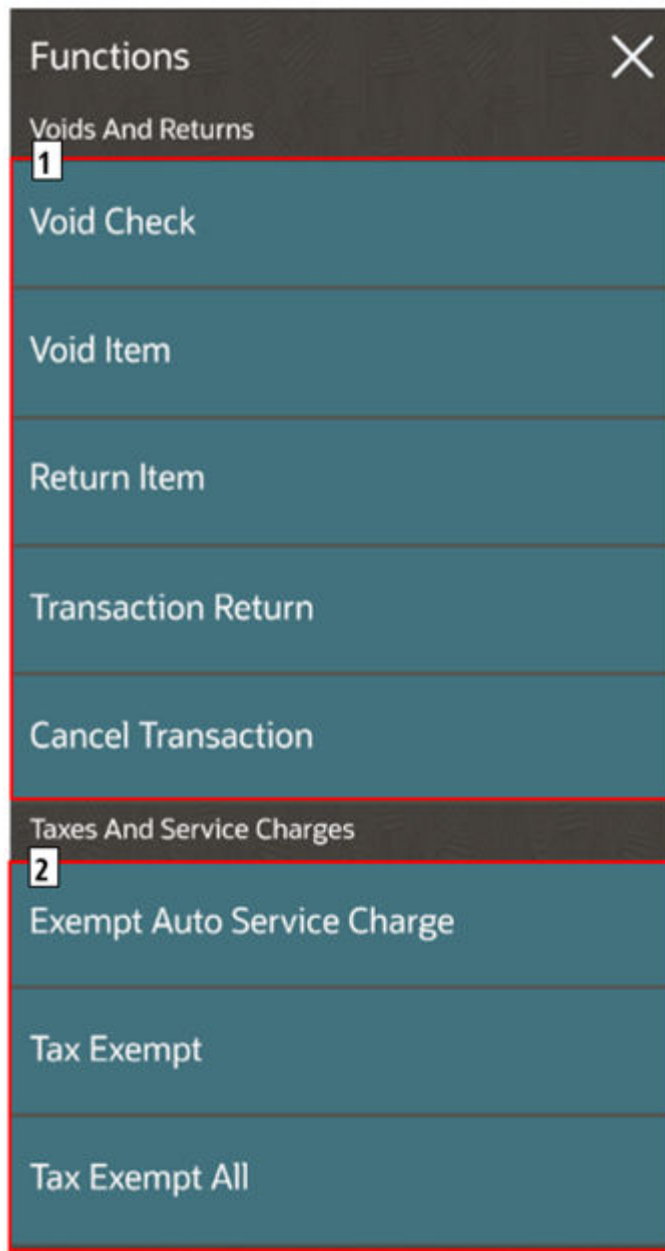 Functions
Voids And Returns
1
Void Check
Void Item
Return Item
Transaction Return
Cancel Transaction
Taxes And Service Charges
2
Exempt Auto Service Charge
Tax Exempt
Tax Exempt All